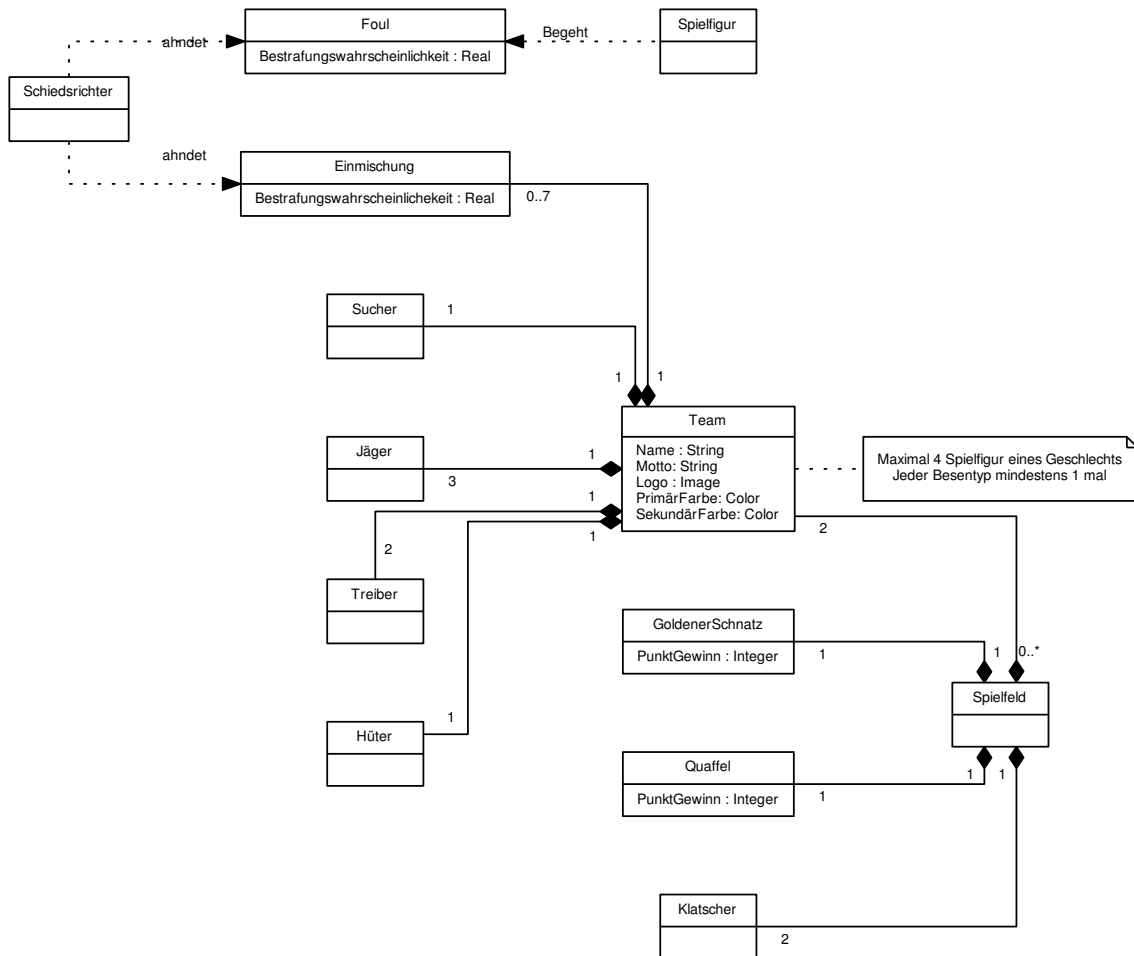 Foul
Bestrafungswahrscheinlichkeit : Real
Begeht
Spielfigur
ahndet
Schiedsrichter
ahndet
Einmischung
Bestrafungswahrscheinlichekeit : Real
0..7
Sucher
1
1
1
Team
Name : String
Motto: String
Logo : Image
PrimärFarbe: Color
SekundärFarbe: Color
Maximal 4 Spielfigur eines Geschlechts
Jeder Besentyp mindestens 1 mal
Jäger
1
3
1
1
2
2
Treiber
GoldenerSchnatz
PunktGewinn : Integer
1
1
0..*
Spielfeld
1
Hüter
Quaffel
PunktGewinn : Integer
1
1
1
Klatscher
2